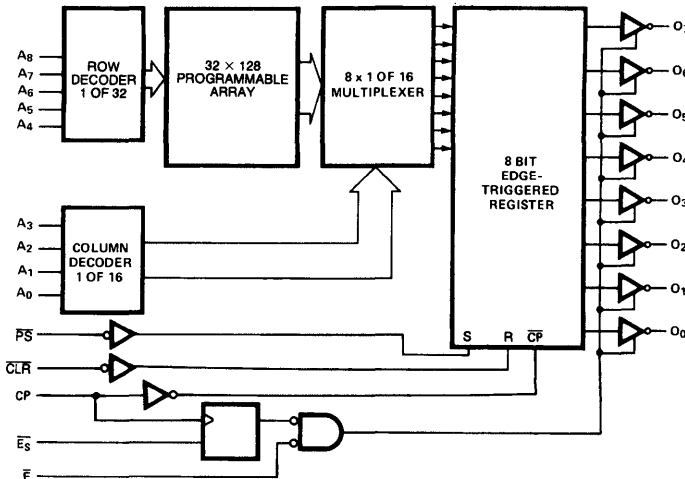 A8
A7
A6
A5
A4
ROW
DECODER
1 OF 32
32 × 128
PROGRAMMABLE
ARRAY
8 x 1 OF 16
MULTIPLEXER
8 BIT
EDGE-
TRIGGERED
REGISTER
S R CP
A3
A2
A1
A0
COLUMN
DECODER
1 OF 16
PS
CLR
CP
ES
E
O6
O5
O4
O3
O2
O1
O0